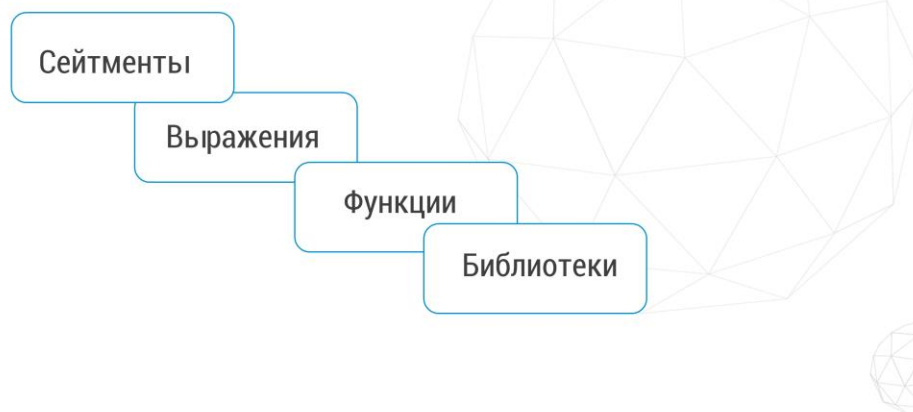 Сейтменты
Выражения
Функции
Библиотеки